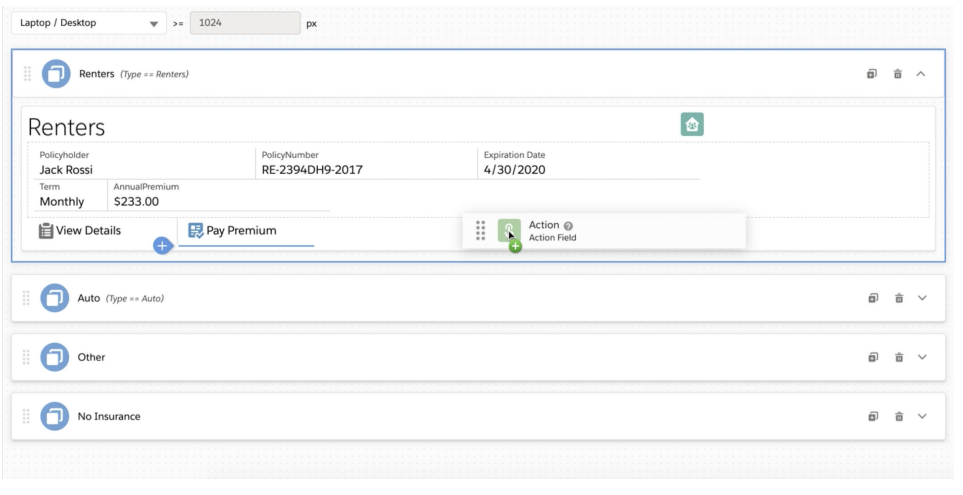 Laptop / Desktop >= 1024 px
Renters (Type == Renters)
Renters
Policyholder PolicyNumber Expiration Date
Jack Rossi RE-2394DH9-2017 4/30/2020
Term AnnualPremium
Monthly $233.00
View Details Pay Premium
Action
Action Field
Auto (Type == Auto)
Other
No Insurance